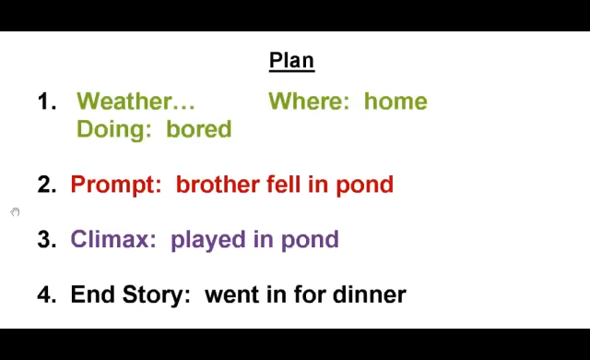 Plan
1. Weather... Where: home
Doing: bored
2. Prompt: brother fell in pond
3. Climax: played in pond
4. End Story: went in for dinner